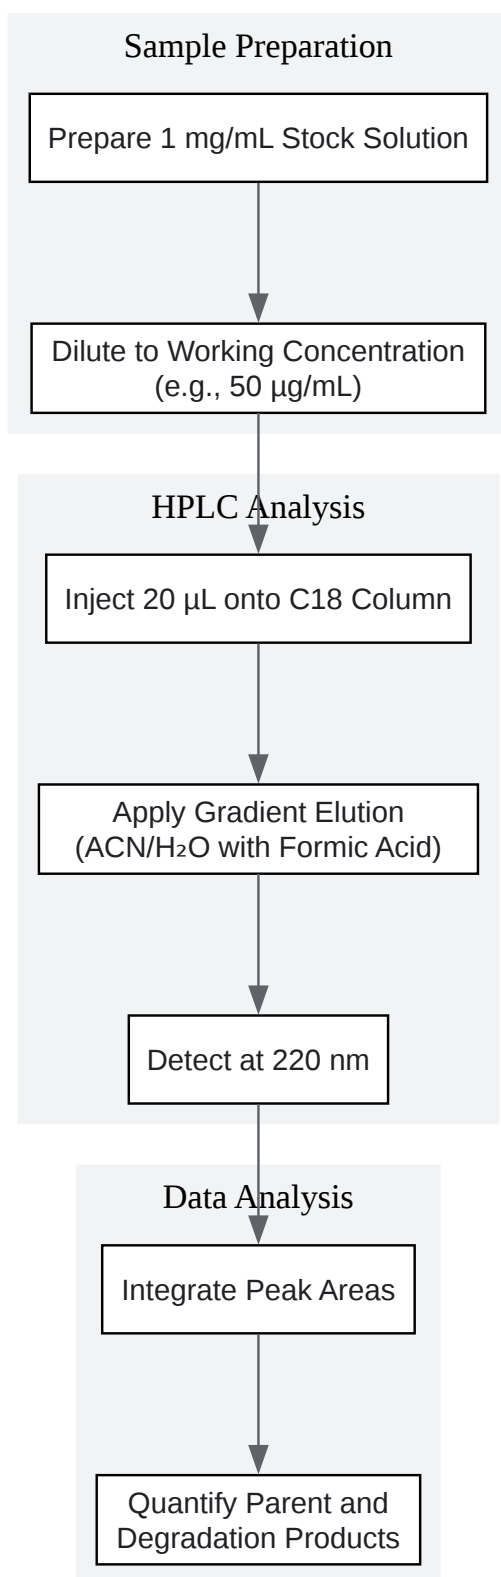 Sample Preparation
Prepare 1 mg/mL Stock Solution
Dilute to Working Concentration
(e.g., 50 µg/mL)
HPLC Analysis
Inject 20 µL onto C18 Column
Apply Gradient Elution
(ACN/H₂O with Formic Acid)
Detect at 220 nm
Data Analysis
Integrate Peak Areas
Quantify Parent and
Degradation Products